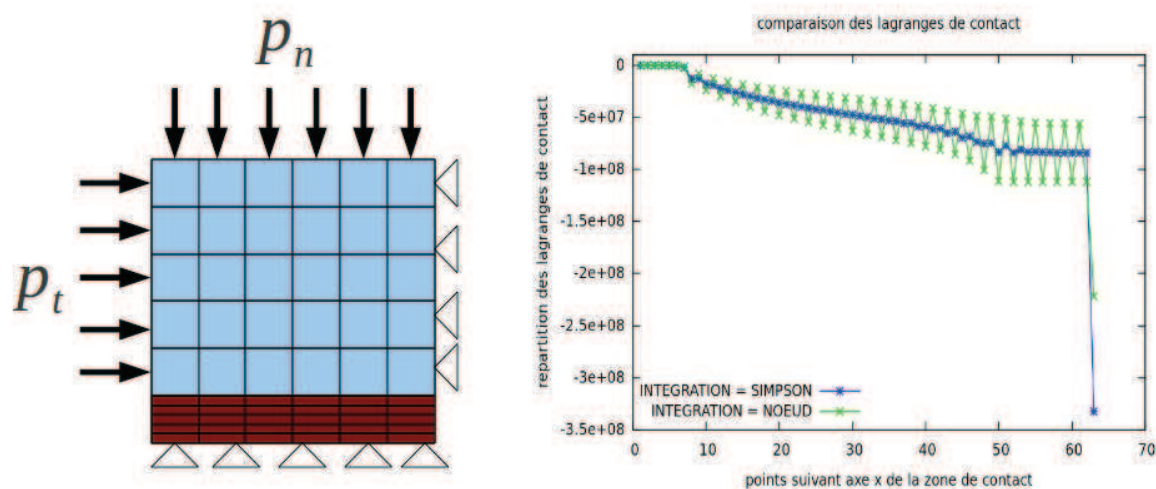 pₙ
pₜ
comparaison des lagranges de contact
repartition des lagranges de contact
0
-5e+07
-1e+08
-1.5e+08
-2e+08
-2.5e+08
-3e+08
-3.5e+08
INTEGRATION = SIMPSON
INTEGRATION = NOEUD
0 10 20 30 40 50 60 70
points suivant axe x de la zone de contact